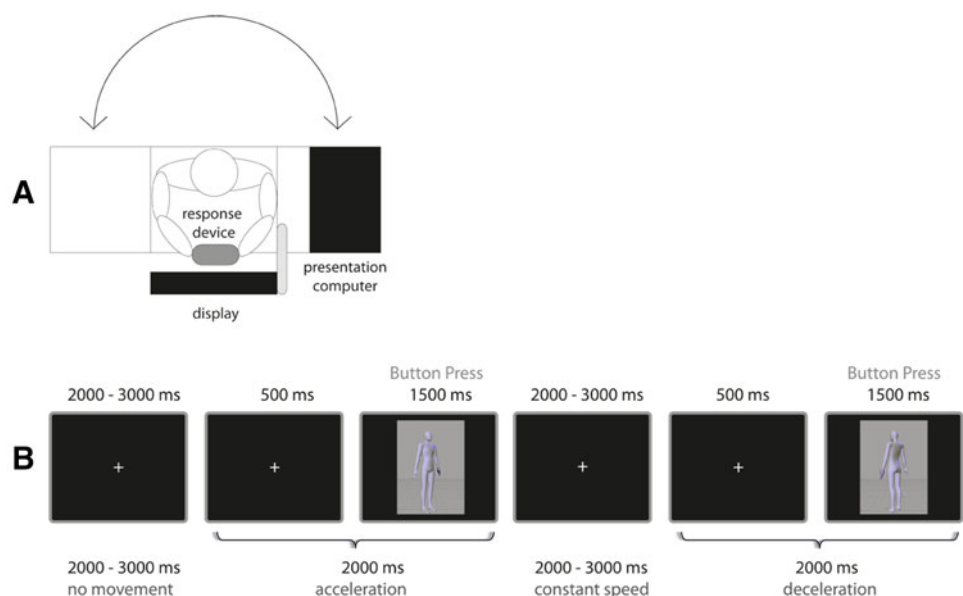 A
response
device
presentation
computer
display
Button Press
Button Press
2000 - 3000 ms
500 ms
1500 ms
2000 - 3000 ms
500 ms
1500 ms
B
2000 - 3000 ms
2000 ms
2000 - 3000 ms
2000 ms
no movement
acceleration
constant speed
deceleration